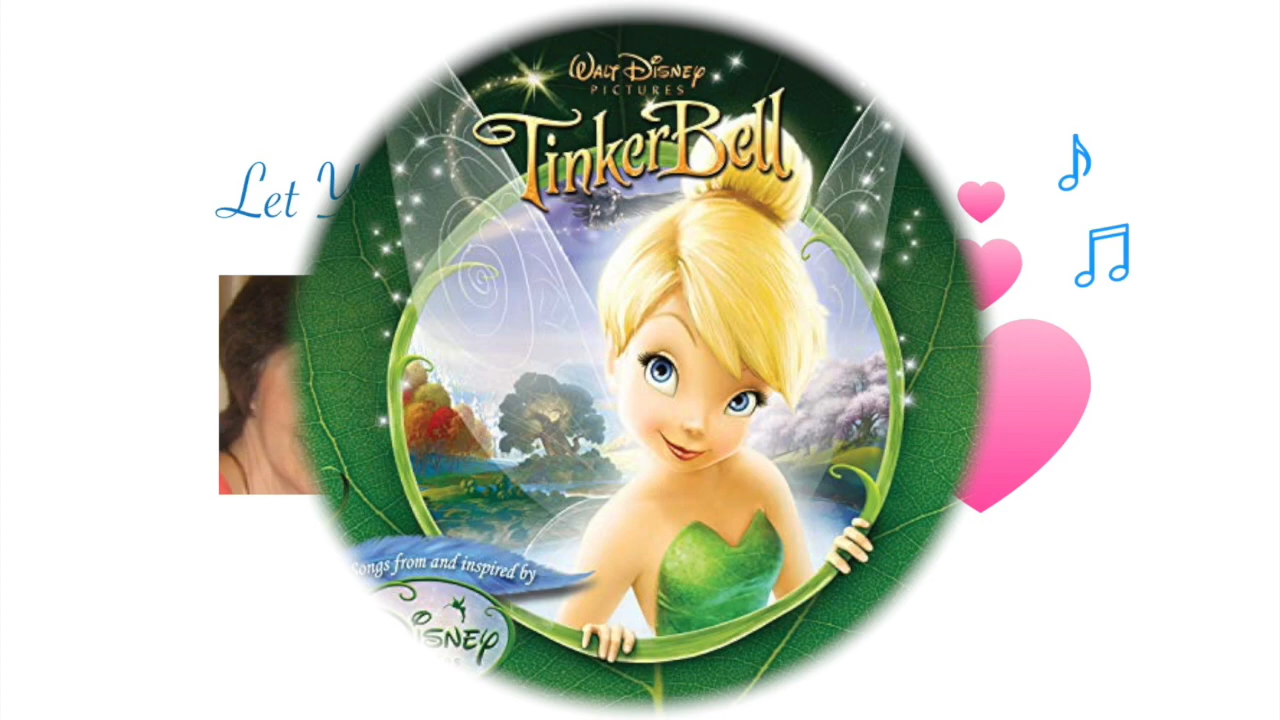 WALT DISNEY
PICTURES
TinkerBell
Let
Songs from and inspired by
DISNEY